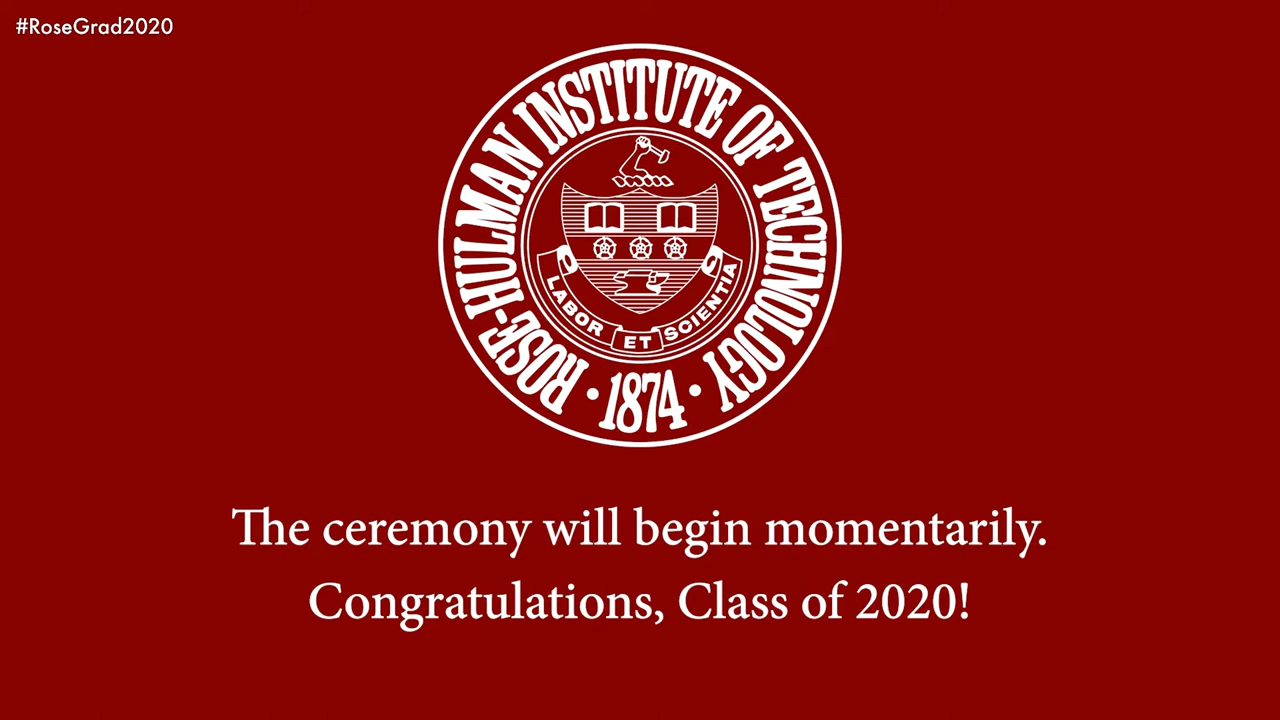 #RoseGrad2020
ROSE-HULMAN INSTITUTE OF TECHNOLOGY
LABOR ET SCIENTIA
· 1874 ·
The ceremony will begin momentarily.
Congratulations, Class of 2020!